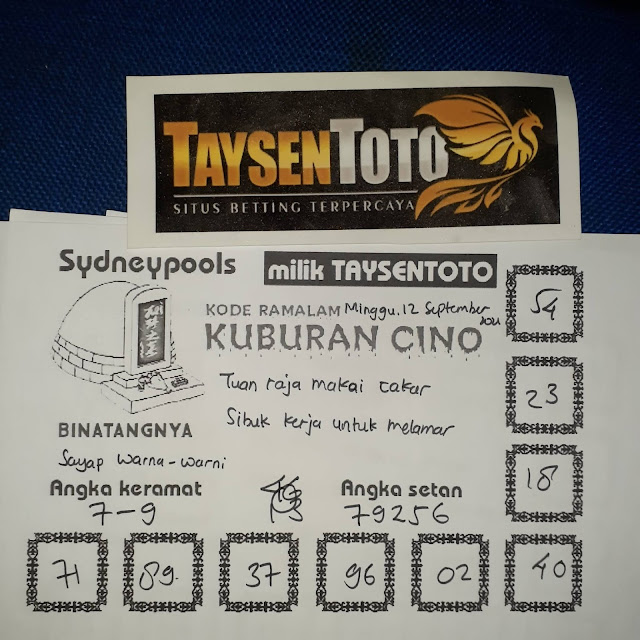 TAYSENTOTO
SITUS BETTING TERPERCAYA
Sydneypools
milik TAYSENTOTO
KODE RAMALAM Minggu, 12 September 2021
KUBURAN CINO
Tuan raja makai cakar
Sibuk kerja untuk melamar
BINATANGNYA
Sayap warna-warni
Angka keramat
7-9
Angka setan
79256
54
23
18
71
89
37
96
02
40